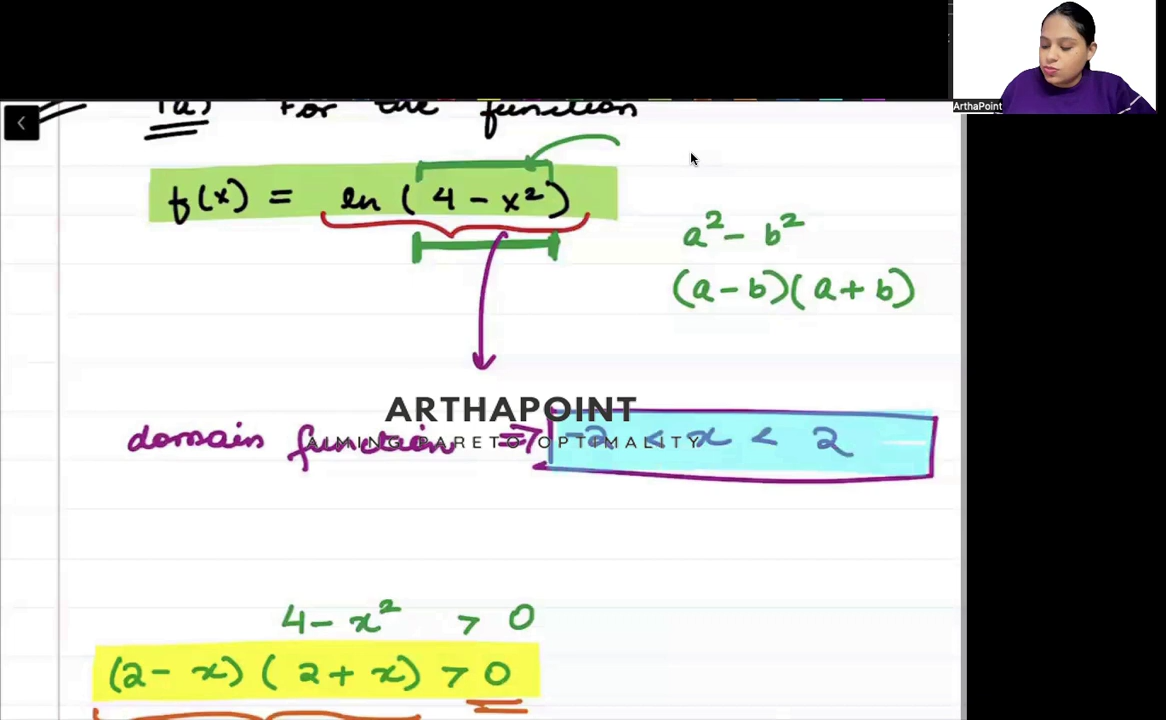 (a) For the function
f(x) = ln ( 4 - x² )
a² - b²
(a - b)(a + b)
ARTHAPOINT
AIMING PARETO OPTIMALITY
domain function => -2 < x < 2
4 - x² > 0
(2 - x) ( 2 + x) > 0
ArthaPoint